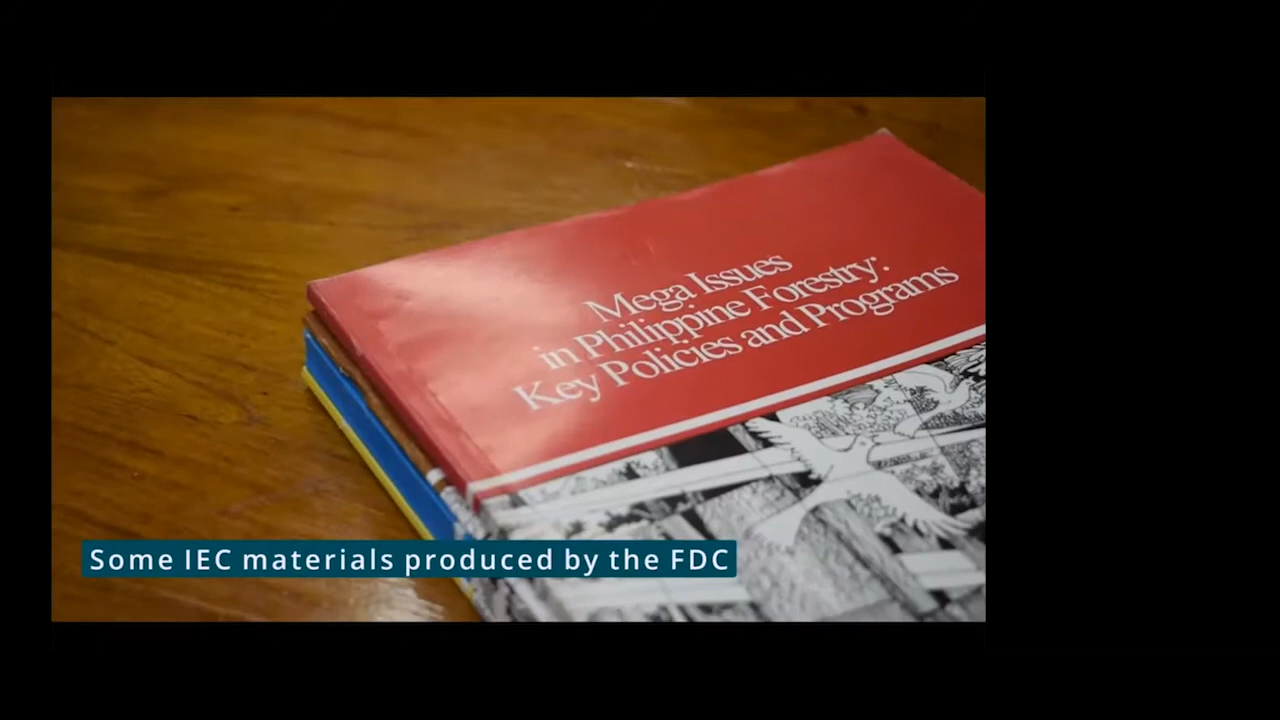 Mega Issues
in Philippine Forestry:
Key Policies and Programs
Some IEC materials produced by the FDC